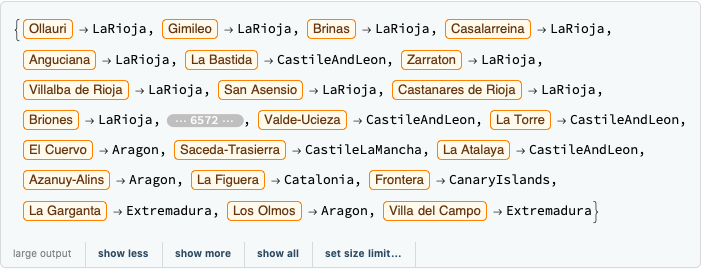 {Ollauri → LaRioja, Gimileo → LaRioja, Brinas → LaRioja, Casalarreina → LaRioja,
Anguciana → LaRioja, La Bastida → CastileAndLeon, Zarraton → LaRioja,
Villalba de Rioja → LaRioja, San Asensio → LaRioja, Castanares de Rioja → LaRioja,
Briones → LaRioja, ··· 6572 ···, Valde-Ucieza → CastileAndLeon, La Torre → CastileAndLeon,
El Cuervo → Aragon, Saceda-Trasierra → CastileLaMancha, La Atalaya → CastileAndLeon,
Azanuy-Alins → Aragon, La Figuera → Catalonia, Frontera → CanaryIslands,
La Garganta → Extremadura, Los Olmos → Aragon, Villa del Campo → Extremadura}
large output show less show more show all set size limit...